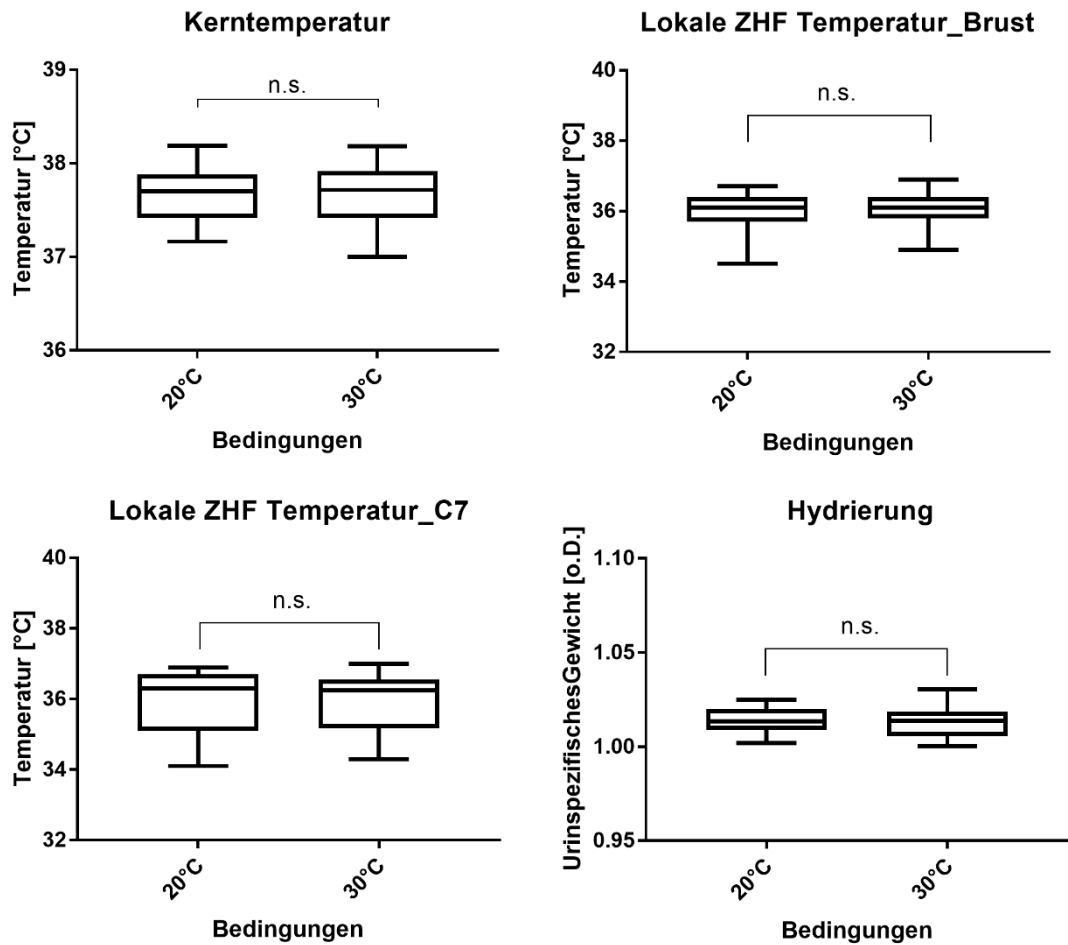 Kerntemperatur
Temperatur [°C]
39
38
37
36
n.s.
20°C
30°C
Bedingungen
Lokale ZHF Temperatur_Brust
Temperatur [°C]
40
38
36
34
32
n.s.
20°C
30°C
Bedingungen
Lokale ZHF Temperatur_C7
Temperatur [°C]
40
38
36
34
32
n.s.
20°C
30°C
Bedingungen
Hydrierung
UrinspezifischesGewicht [o.D.]
1.10
1.05
1.00
0.95
n.s.
20°C
30°C
Bedingungen